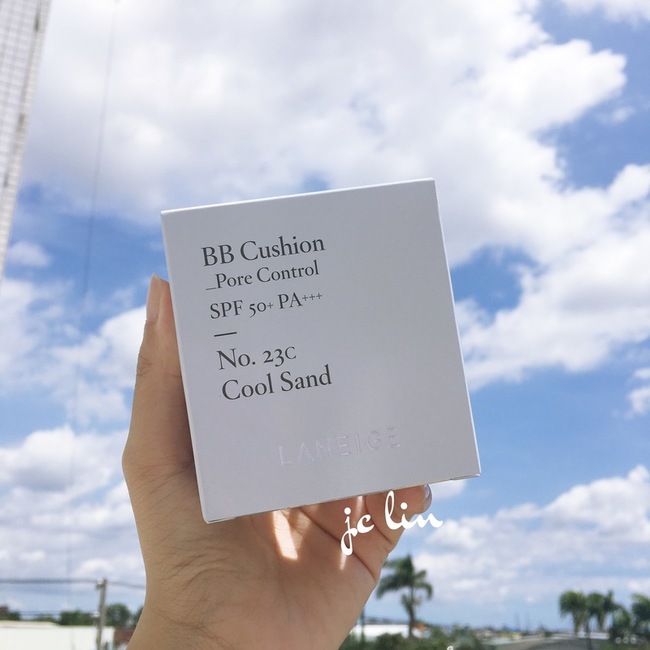 BB Cushion
_Pore Control
SPF 50+ PA+++
No. 23C
Cool Sand
LANEIGE
jc lin